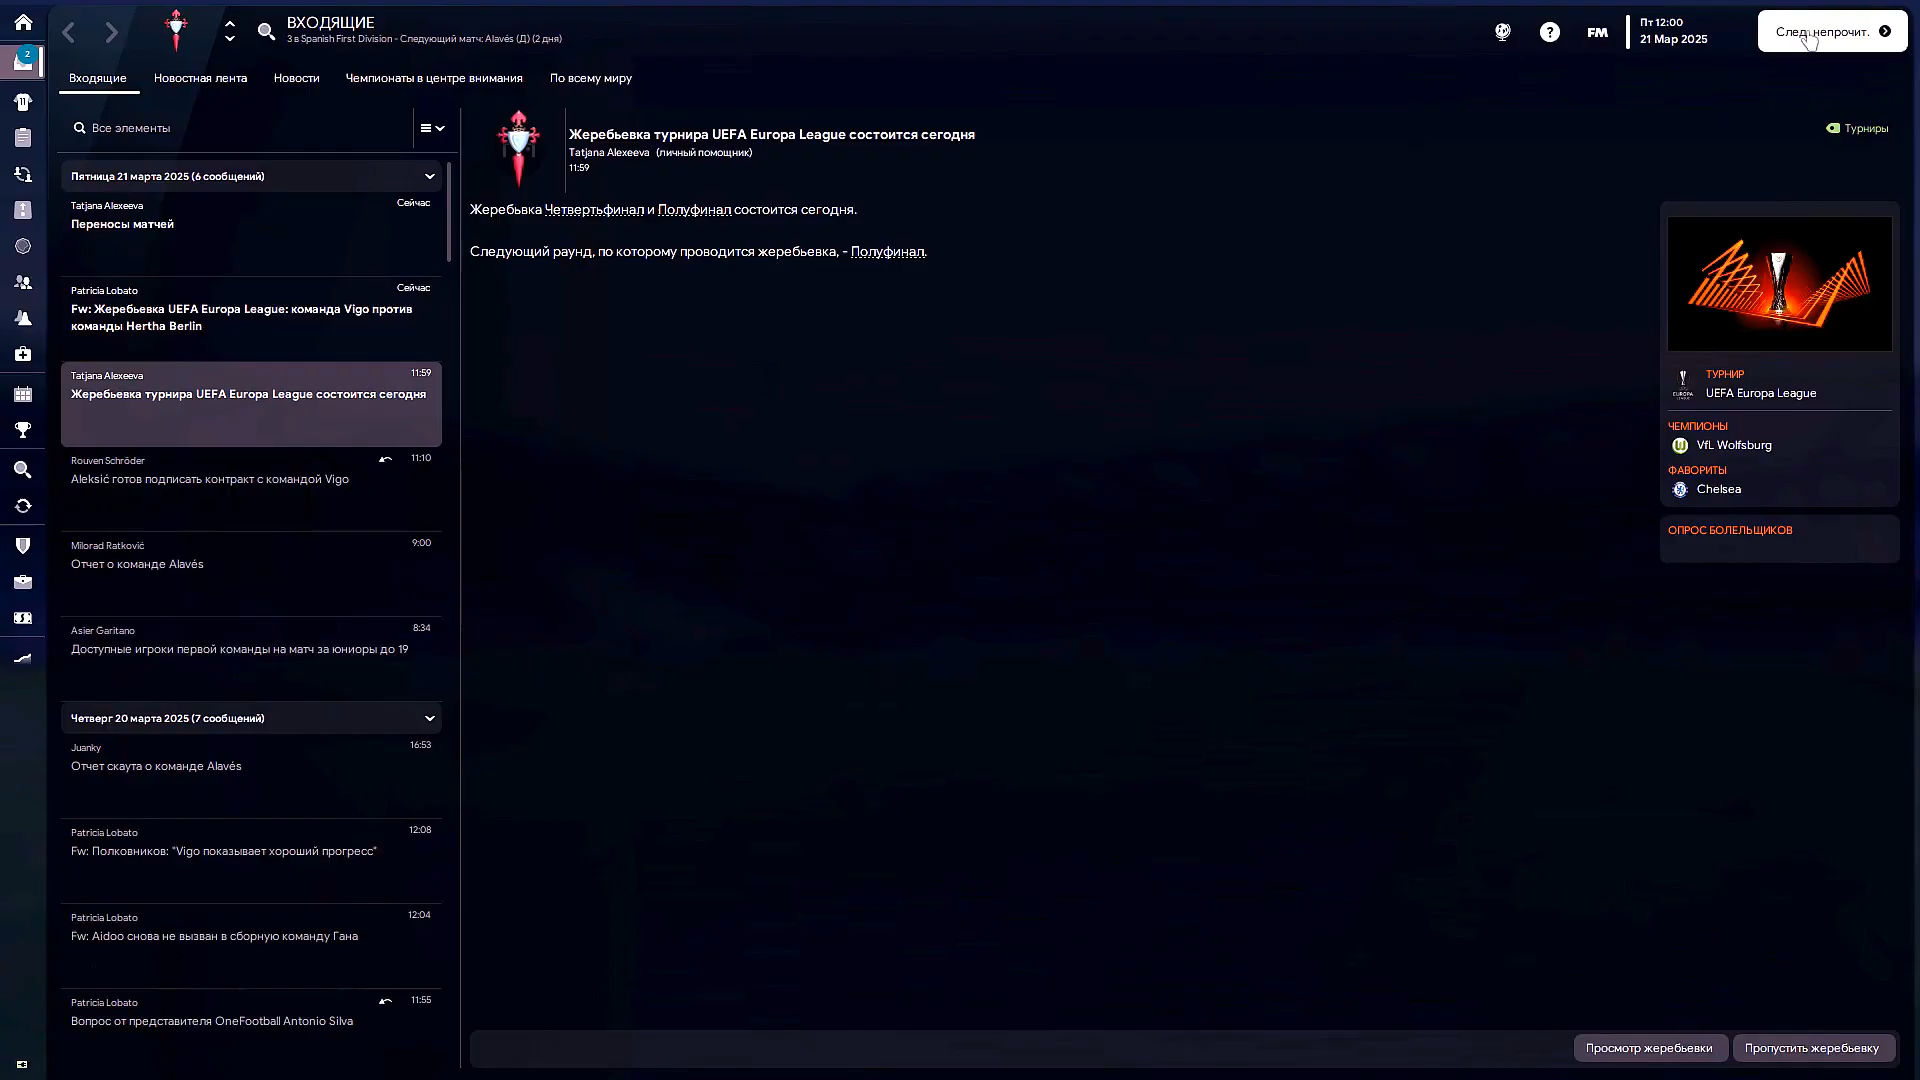 ВХОДЯЩИЕ
3 в Spanish First Division - Следующий матч: Alavés (Д) (2 дня)
FM
Пт 12:00
21 Мар 2025
След. непрочит.
2
Входящие
Новостная лента
Новости
Чемпионаты в центре внимания
По всему миру
Все элементы
Пятница 21 марта 2025 (6 сообщений)
Tatjana Alexeeva
Сейчас
Переносы матчей
Patricia Lobato
Сейчас
Fw: Жеребьевка UEFA Europa League: команда Vigo против
команды Hertha Berlin
Tatjana Alexeeva
11:59
Жеребьевка турнира UEFA Europa League состоится сегодня
Rouven Schröder
11:10
Aleksić готов подписать контракт с командой Vigo
Milorad Ratković
9:00
Отчет о команде Alavés
Asier Garitano
8:34
Доступные игроки первой команды на матч за юниоры до 19
Четверг 20 марта 2025 (7 сообщений)
Juanky
16:53
Отчет скаута о команде Alavés
Patricia Lobato
12:08
Fw: Полковников: "Vigo показывает хороший прогресс"
Patricia Lobato
12:04
Fw: Aidoo снова не вызван в сборную команду Гана
Patricia Lobato
11:55
Вопрос от представителя OneFootball Antonio Silva
Жеребьевка турнира UEFA Europa League состоится сегодня
Tatjana Alexeeva (личный помощник)
11:59
Турниры
Жеребьвка Четвертьфинал и Полуфинал состоится сегодня.
Следующий раунд, по которому проводится жеребьевка, - Полуфинал.
ТУРНИР
UEFA Europa League
ЧЕМПИОНЫ
VfL Wolfsburg
ФАВОРИТЫ
Chelsea
ОПРОС БОЛЕЛЬЩИКОВ
Просмотр жеребьевки
Пропустить жеребьевку